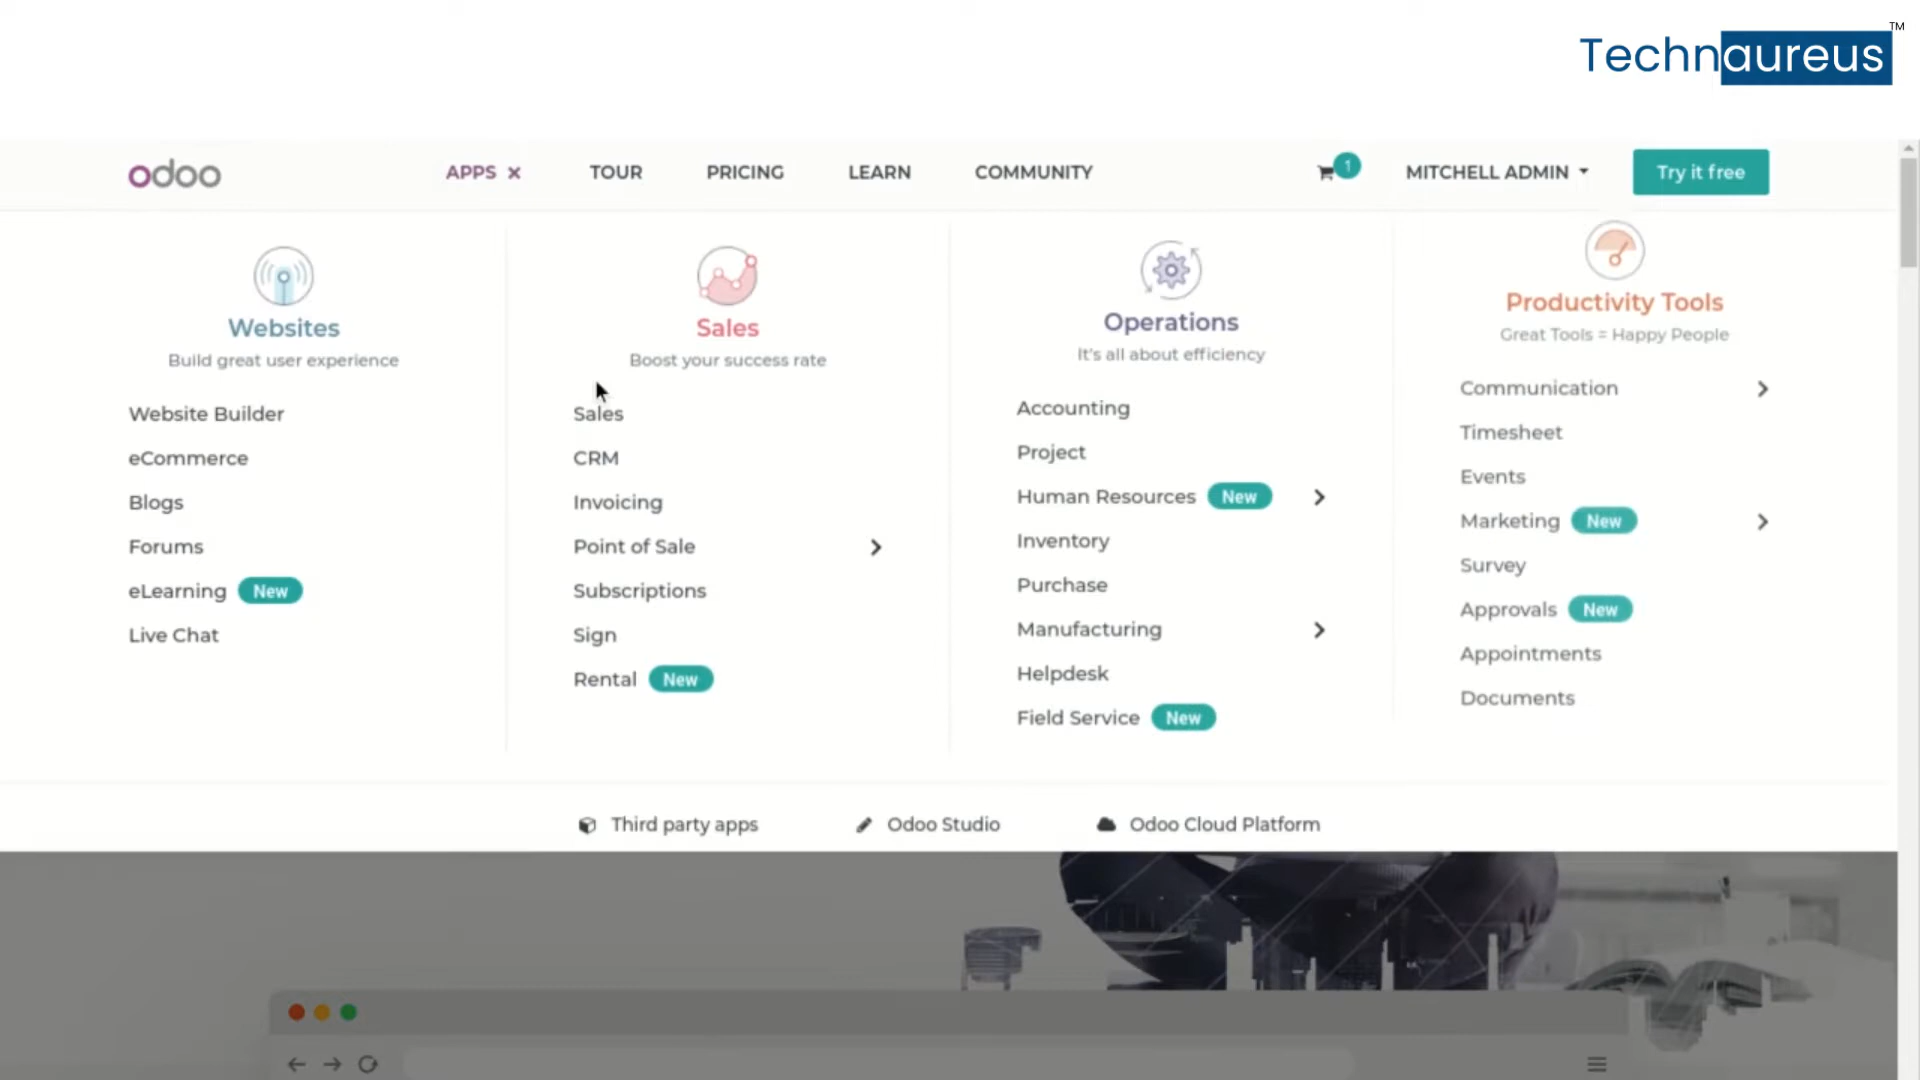 Technaureus™
odoo
APPS
TOUR
PRICING
LEARN
COMMUNITY
1
MITCHELL ADMIN
Try it free
Websites
Build great user experience
Website Builder
eCommerce
Blogs
Forums
eLearning New
Live Chat
Sales
Boost your success rate
Sales
CRM
Invoicing
Point of Sale
Subscriptions
Sign
Rental New
Operations
It's all about efficiency
Accounting
Project
Human Resources New
Inventory
Purchase
Manufacturing
Helpdesk
Field Service New
Productivity Tools
Great Tools = Happy People
Communication
Timesheet
Events
Marketing New
Survey
Approvals New
Appointments
Documents
Third party apps
Odoo Studio
Odoo Cloud Platform